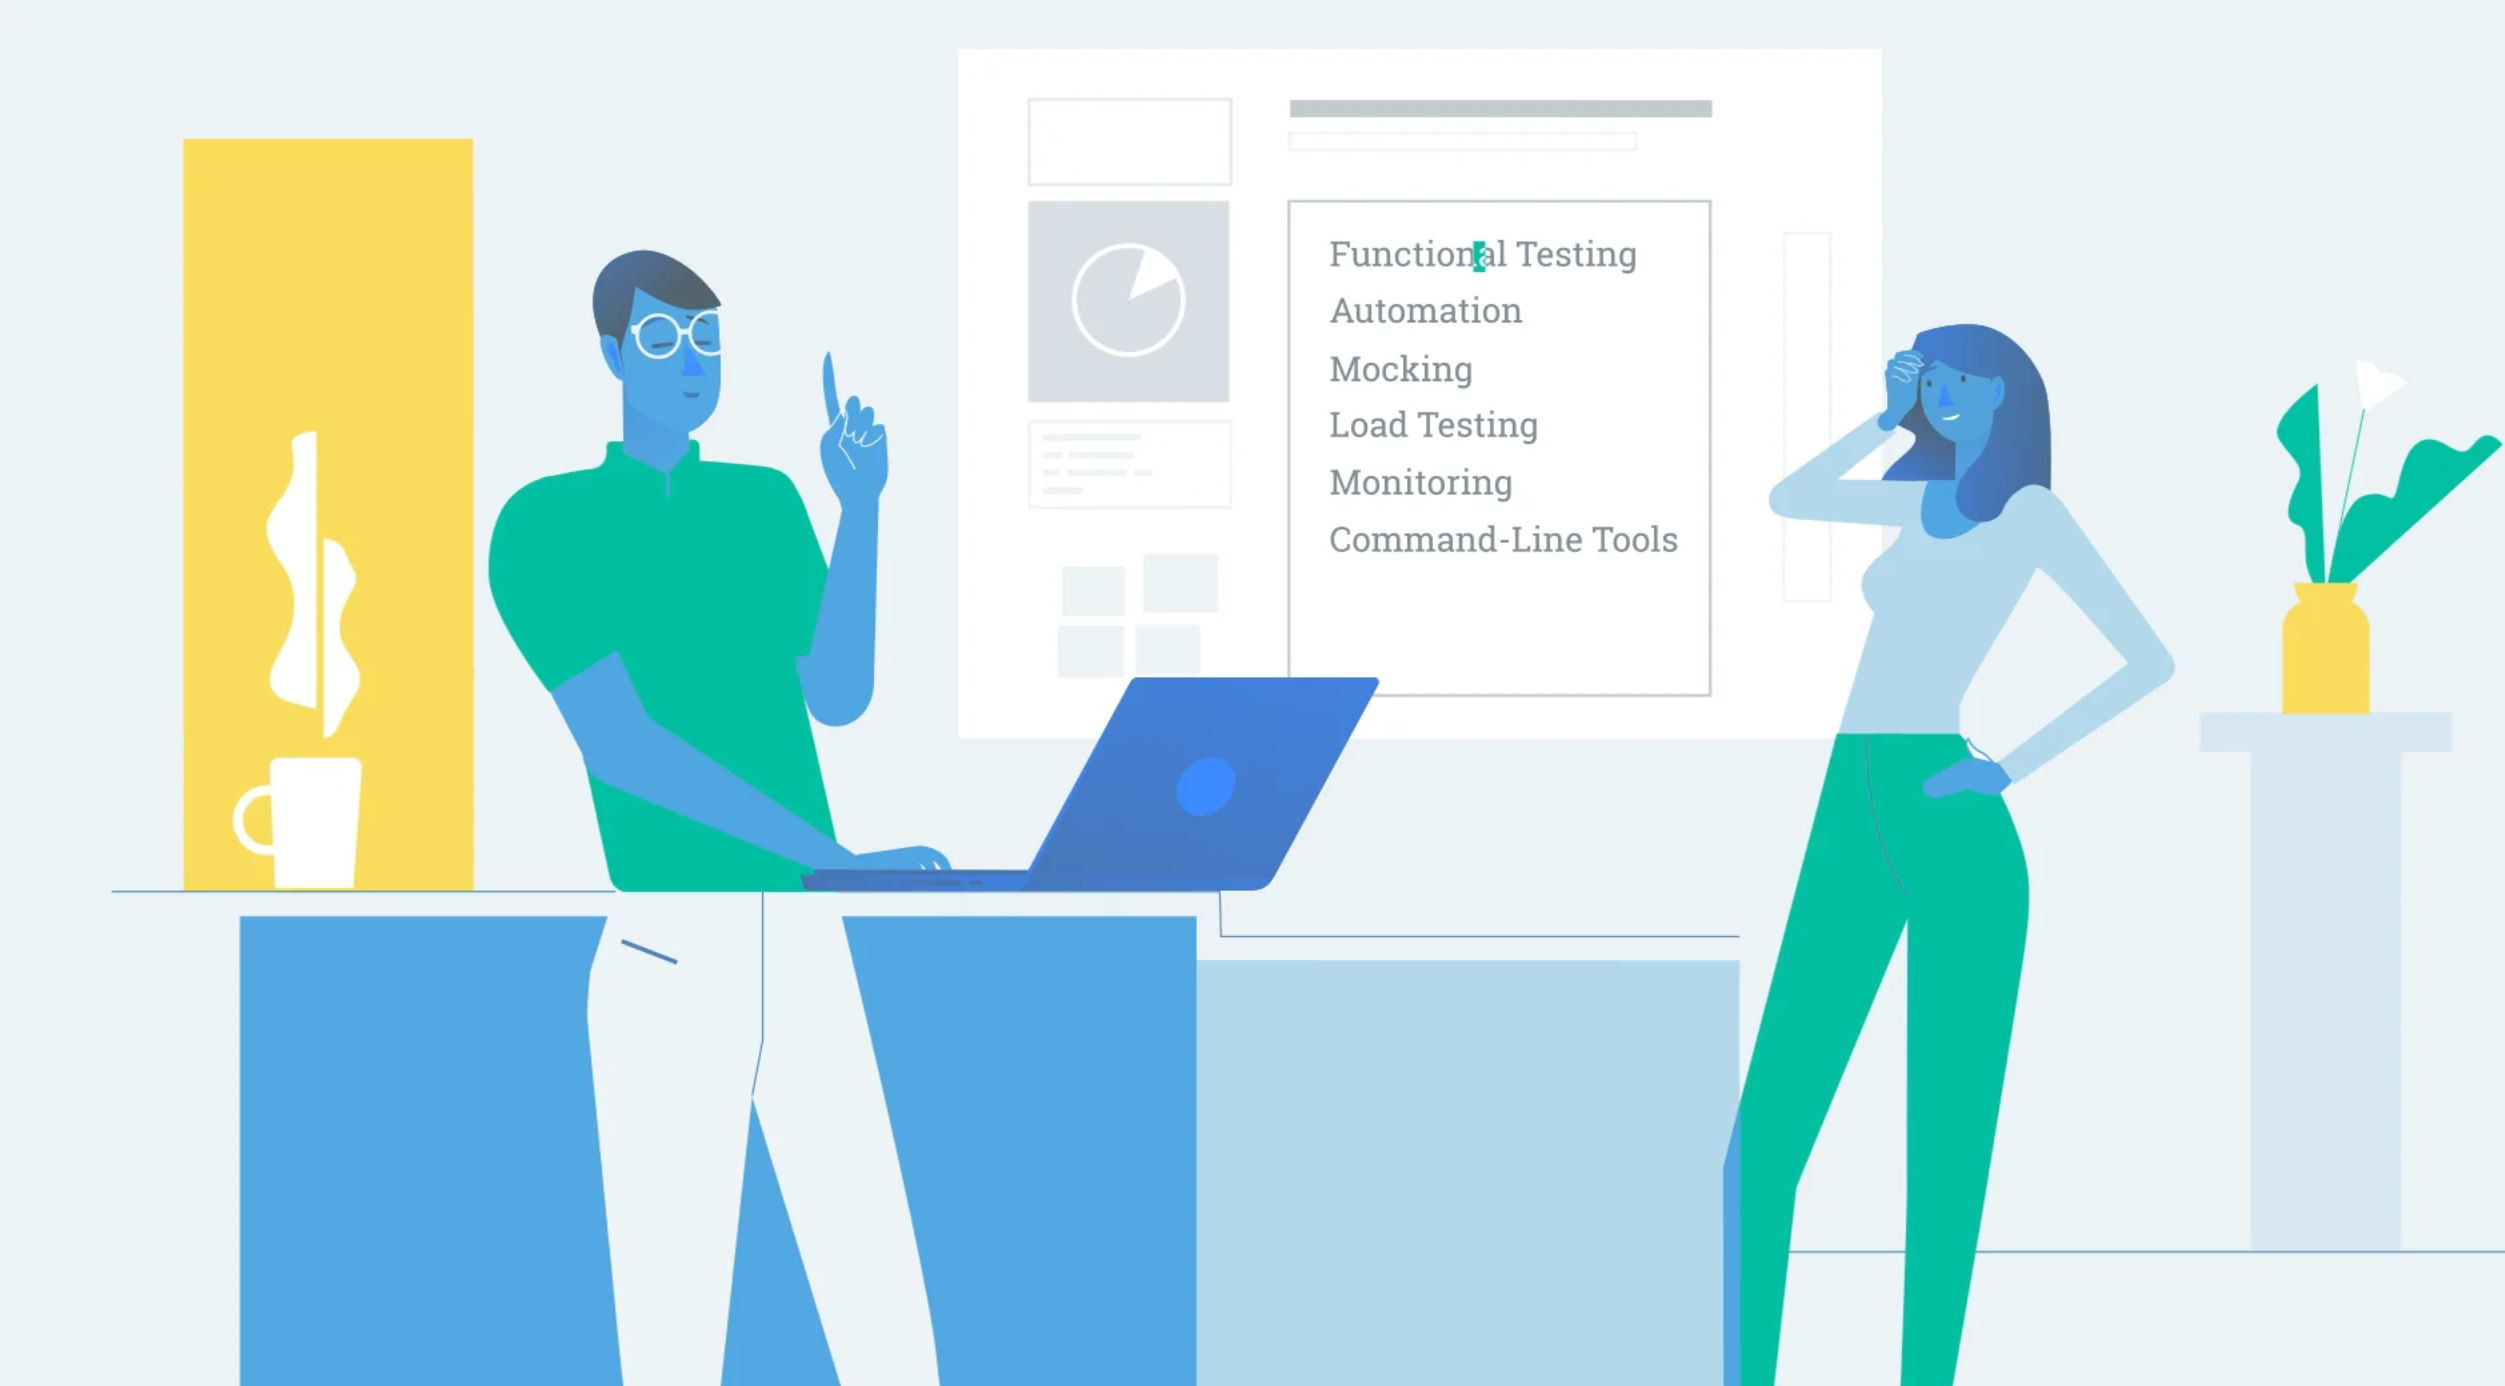 Functional Testing
Automation
Mocking
Load Testing
Monitoring
Command-Line Tools